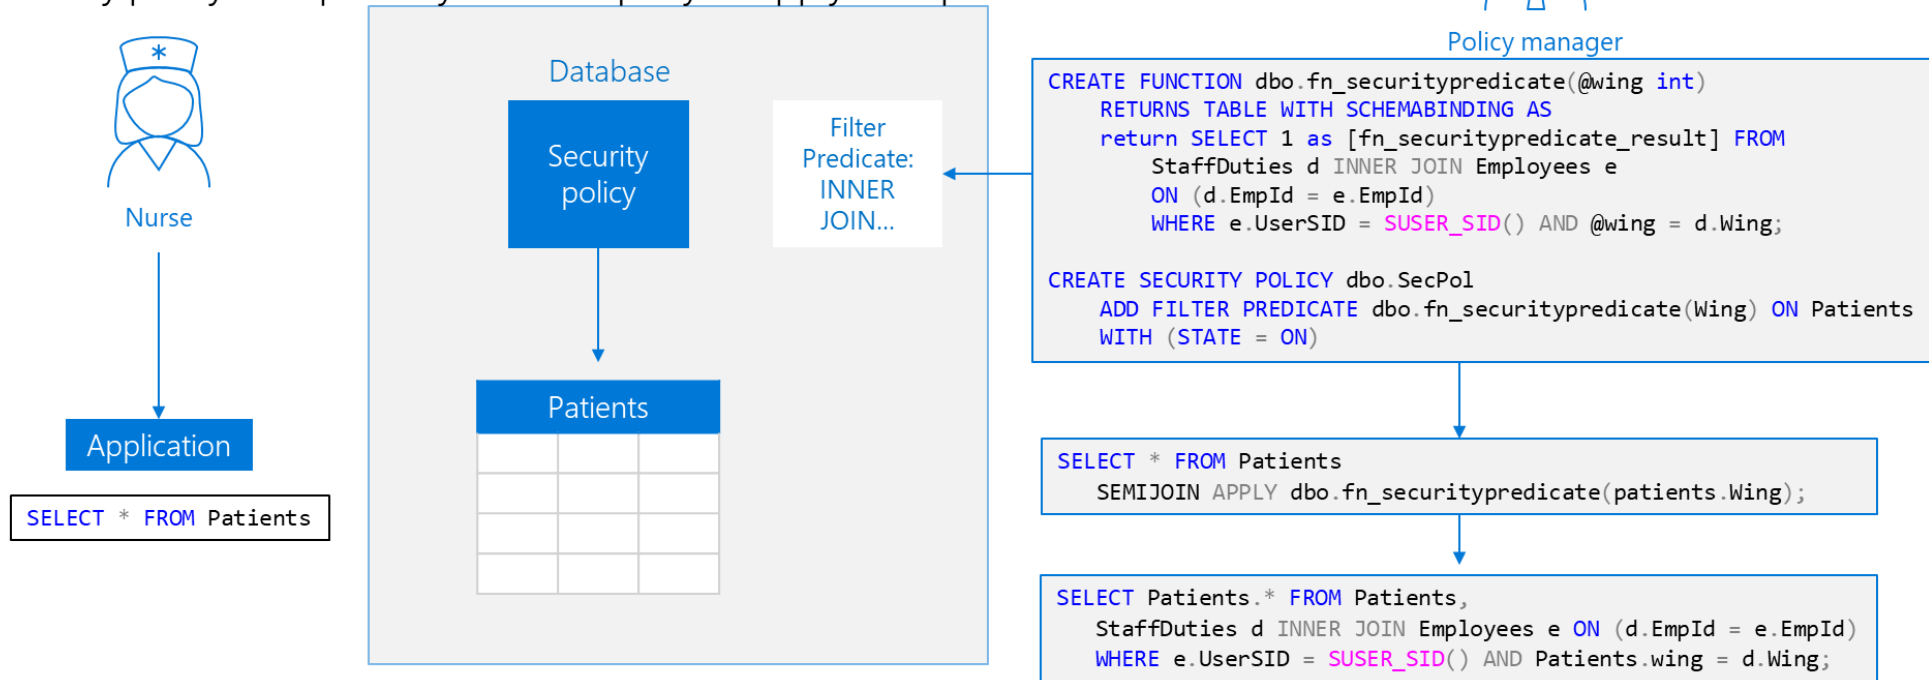 Nurse
Application
SELECT * FROM Patients
Database
Security
policy
Filter
Predicate:
INNER
JOIN...
Patients
Policy manager
CREATE FUNCTION dbo.fn_securitypredicate(@wing int)
RETURNS TABLE WITH SCHEMABINDING AS
return SELECT 1 as [fn_securitypredicate_result] FROM
StaffDuties d INNER JOIN Employees e
ON (d.EmpId = e.EmpId)
WHERE e.UserSID = SUSER_SID() AND @wing = d.Wing;
CREATE SECURITY POLICY dbo.SecPol
ADD FILTER PREDICATE dbo.fn_securitypredicate(Wing) ON Patients
WITH (STATE = ON)
SELECT * FROM Patients
SEMIJOIN APPLY dbo.fn_securitypredicate(patients.Wing);
SELECT Patients.* FROM Patients,
StaffDuties d INNER JOIN Employees e ON (d.EmpId = e.EmpId)
WHERE e.UserSID = SUSER_SID() AND Patients.wing = d.Wing;